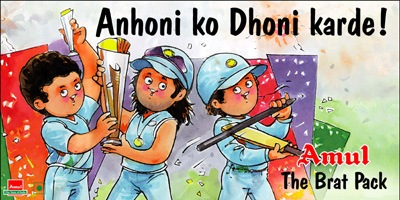 Anhoni ko Dhoni karde!
Amul
The Brat Pack